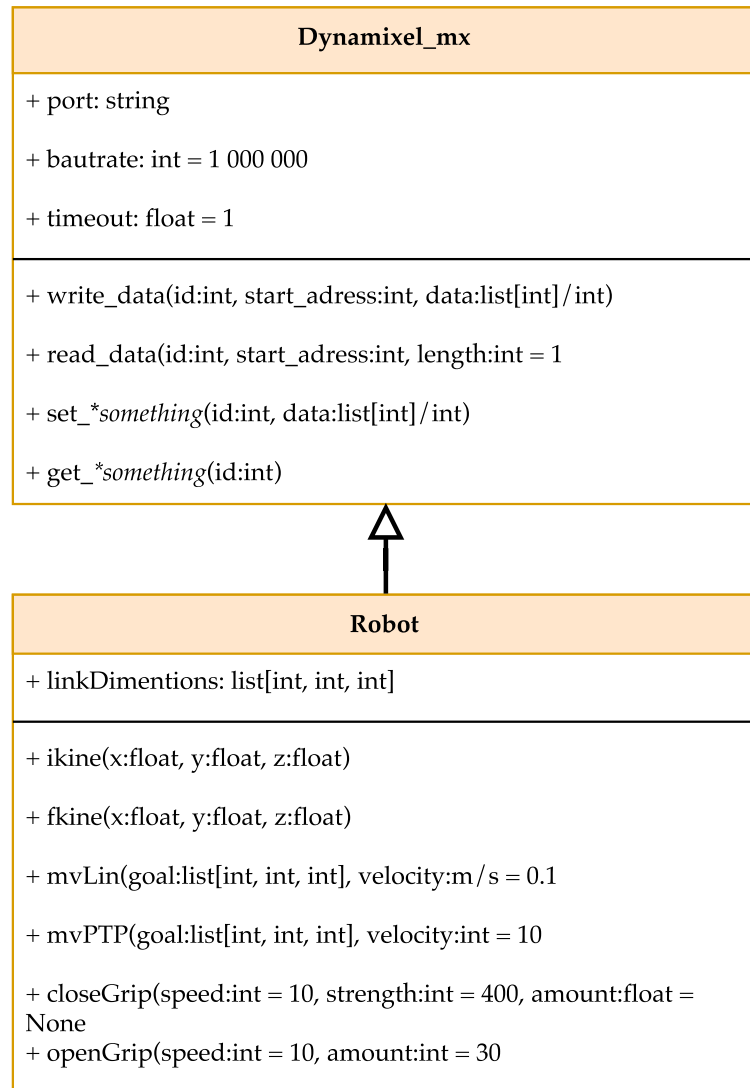 Dynamixel_mx
+ port: string
+ bautrate: int = 1 000 000
+ timeout: float = 1
+ write_data(id:int, start_adress:int, data:list[int]/int)
+ read_data(id:int, start_adress:int, length:int = 1
+ set_*something(id:int, data:list[int]/int)
+ get_*something(id:int)
Robot
+ linkDimentions: list[int, int, int]
+ ikine(x:float, y:float, z:float)
+ fkine(x:float, y:float, z:float)
+ mvLin(goal:list[int, int, int], velocity:m/s = 0.1
+ mvPTP(goal:list[int, int, int], velocity:int = 10
+ closeGrip(speed:int = 10, strength:int = 400, amount:float =
None
+ openGrip(speed:int = 10, amount:int = 30